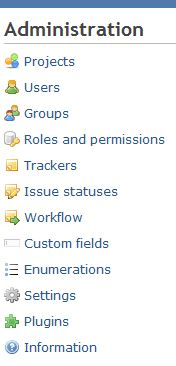 Administration
Projects
Users
Groups
Roles and permissions
Trackers
Issue statuses
Workflow
Custom fields
Enumerations
Settings
Plugins
Information